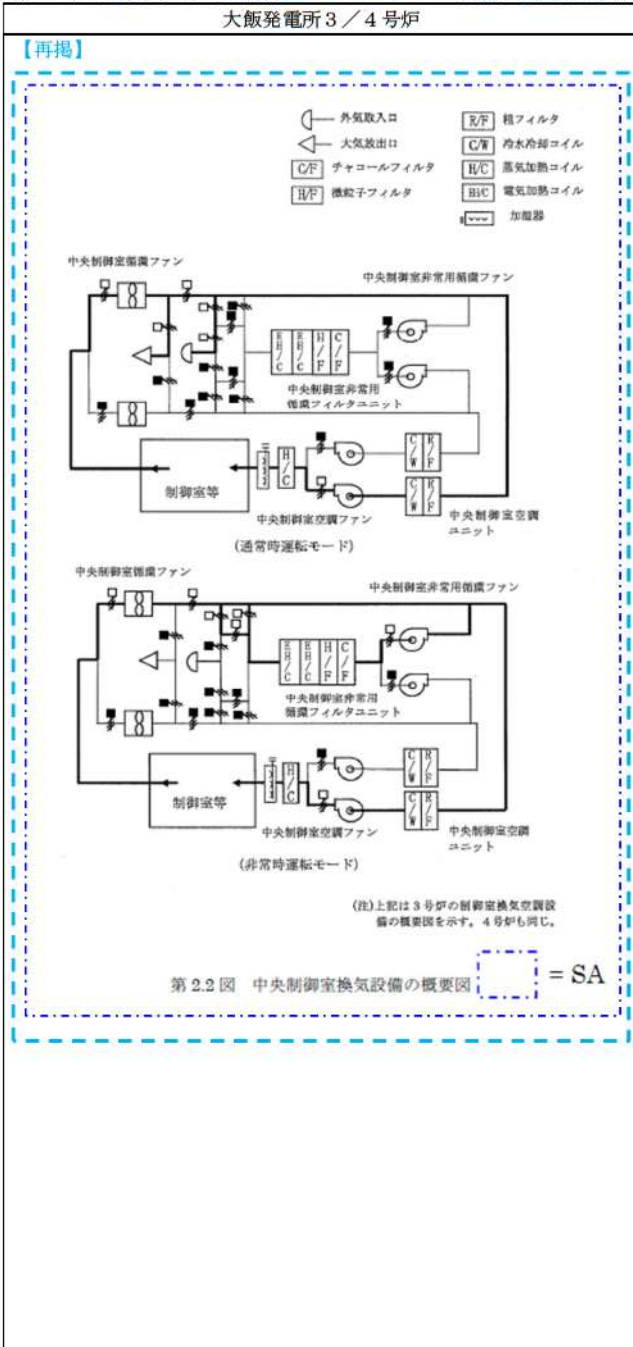 大飯発電所3／4号炉
【再掲】
外気取入口
大気放出口
C/F チャコールフィルタ
H/F 微粒子フィルタ
R/F 粗フィルタ
C/W 冷水冷却コイル
H/C 蒸気加熱コイル
EH/C 電気加熱コイル
加湿器
中央制御室循環ファン
中央制御室非常用循環ファン
EH/C EH/C H/F C/F
中央制御室非常用
循環フィルタユニット
C/W R/F
H/C
制御室等
C/W R/F
中央制御室空調ファン
中央制御室空調
ユニット
(通常時運転モード)
中央制御室循環ファン
中央制御室非常用循環ファン
EH/C EH/C H/F C/F
中央制御室非常用
循環フィルタユニット
C/W R/F
H/C
制御室等
C/W R/F
中央制御室空調ファン
中央制御室空調
ユニット
(非常時運転モード)
(注)上記は3号炉の制御室換気空調設
備の概要図を示す。4号炉も同じ。
第2.2図　中央制御室換気設備の概要図
= SA